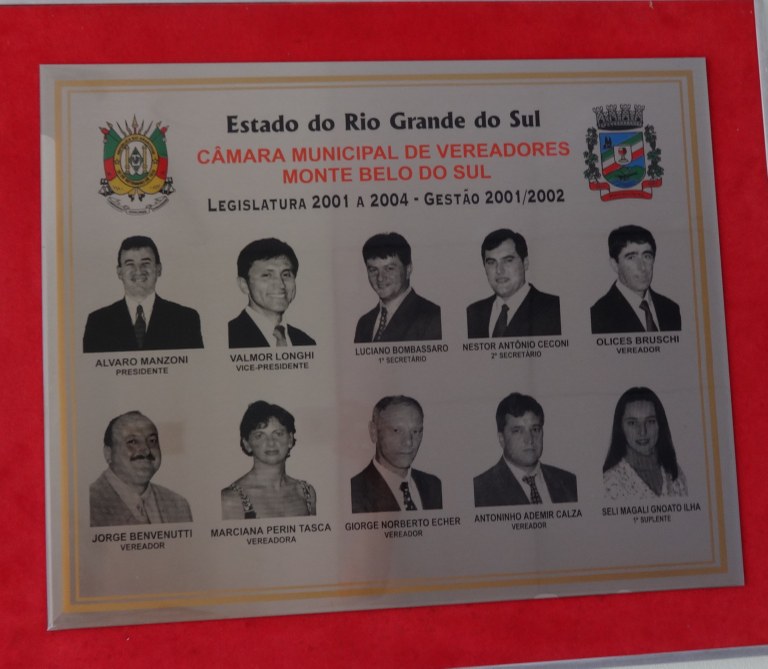 Estado do Rio Grande do Sul
CÂMARA MUNICIPAL DE VEREADORES
MONTE BELO DO SUL
LEGISLATURA 2001 A 2004 - GESTÃO 2001/2002
ALVARO MANZONI
PRESIDENTE
VALMOR LONGHI
VICE-PRESIDENTE
LUCIANO BOMBASSARO
1º SECRETÁRIO
NESTOR ANTÔNIO CECONI
2º SECRETÁRIO
OLICES BRUSCHI
VEREADOR
JORGE BENVENUTTI
VEREADOR
MARCIANA PERIN TASCA
VEREADORA
GIORGE NORBERTO ECHER
VEREADOR
ANTONINHO ADEMIR CALZA
VEREADOR
SELI MAGALI GNOATO ILHA
1º SUPLENTE